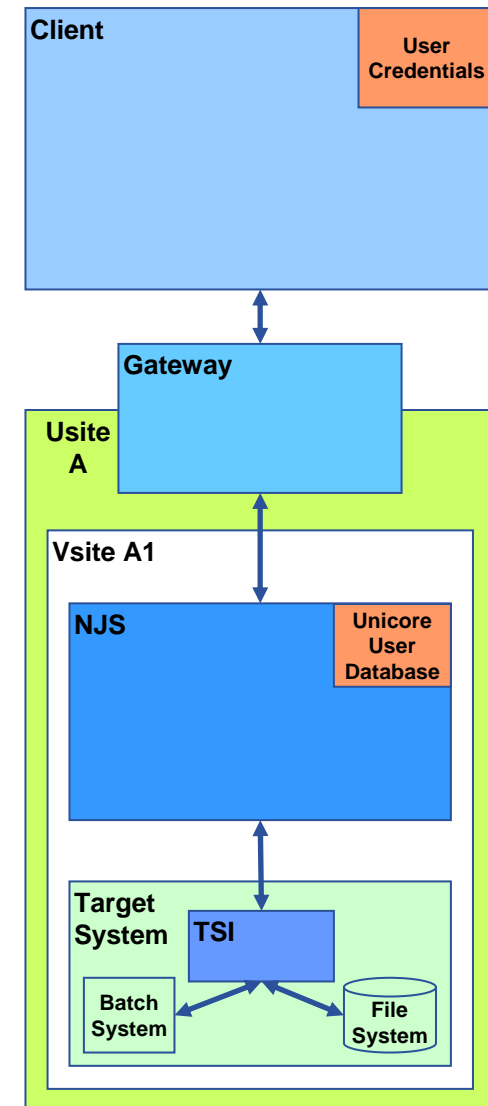 Client
User
Credentials
Gateway
Usite
A
Vsite A1
NJS
Unicore
User
Database
Target
System
TSI
Batch
System
File
System